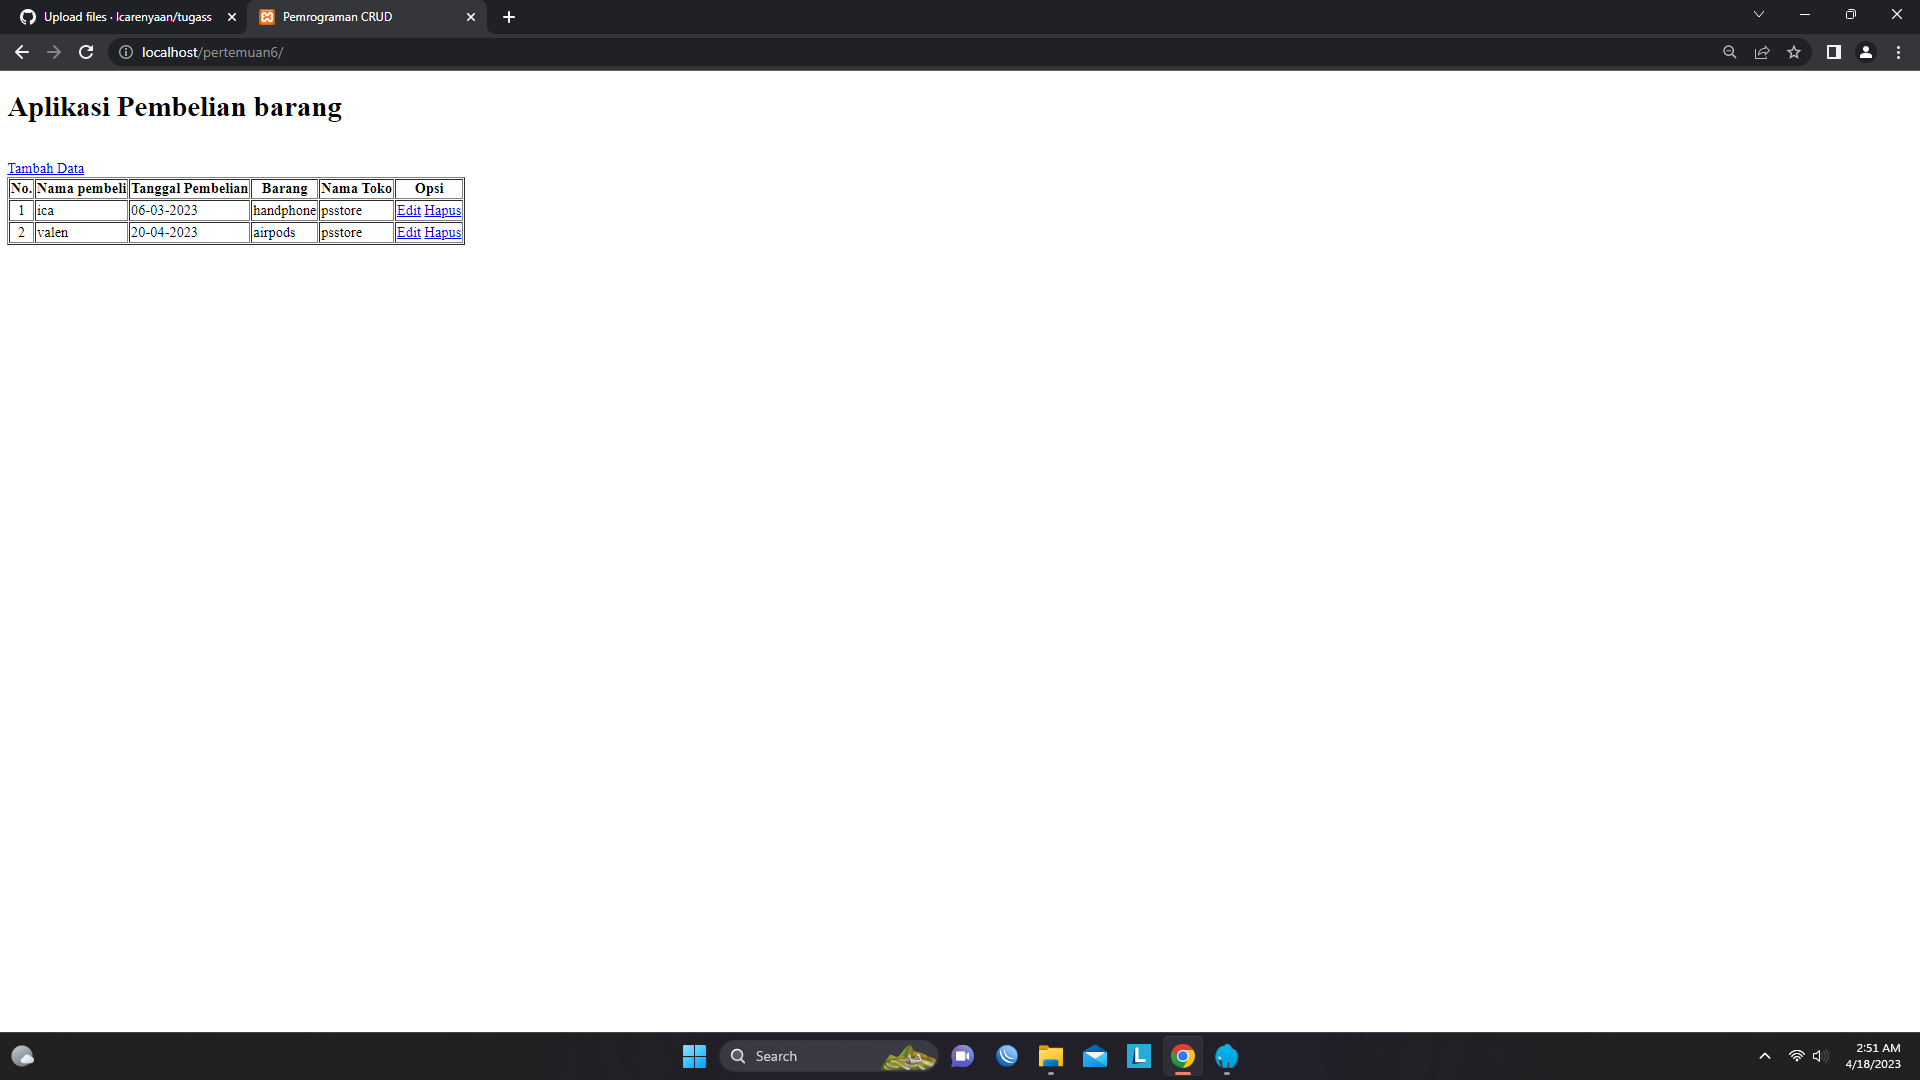 Upload files · Icarenyaan/tugass
Pemrograman CRUD
localhost/pertemuan6/
Aplikasi Pembelian barang
Tambah Data
No. Nama pembeli Tanggal Pembelian Barang Nama Toko Opsi
1 ica 06-03-2023 handphone psstore Edit Hapus
2 valen 20-04-2023 airpods psstore Edit Hapus
Search
L
2:51 AM
4/18/2023